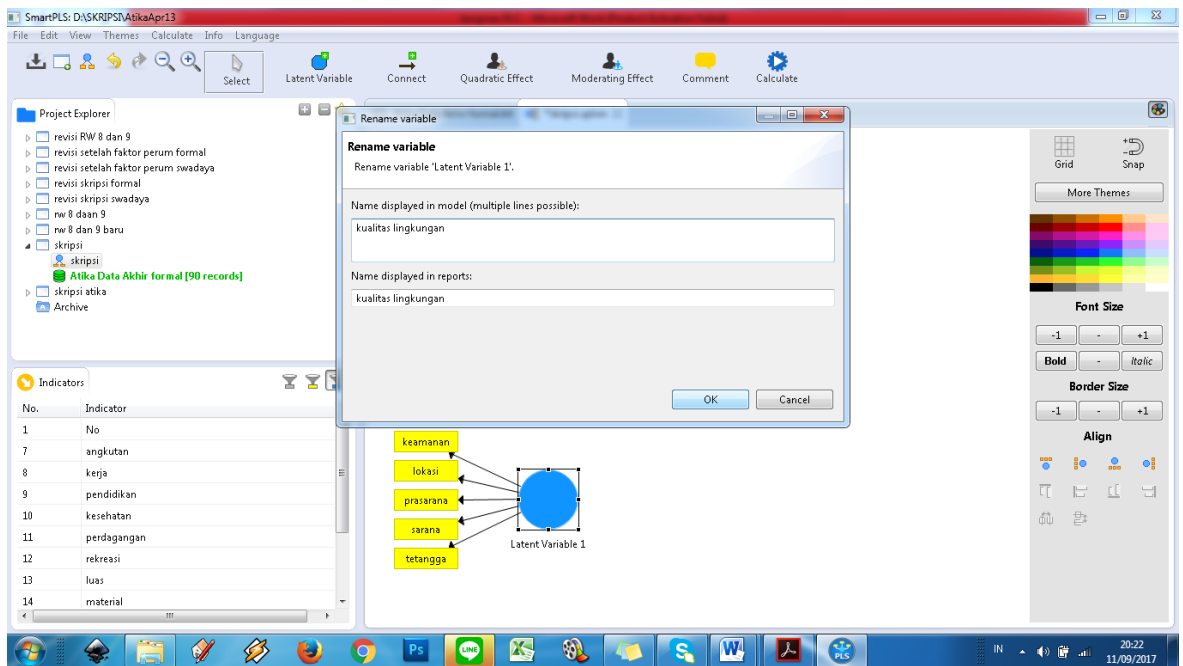 SmartPLS: D:\SKRIPSI\AtikaApr13
File Edit View Themes Calculate Info Language
Select
Latent Variable
Connect
Quadratic Effect
Moderating Effect
Comment
Calculate
Project Explorer
revisi RW 8 dan 9
revisi setelah faktor perum formal
revisi setelah faktor perum swadaya
revisi skripsi formal
revisi skripsi swadaya
rw 8 daan 9
rw 8 dan 9 baru
skripsi
skripsi
Atika Data Akhir formal [90 records]
skripsi atika
Archive
Rename variable
Rename variable
Rename variable 'Latent Variable 1'.
Name displayed in model (multiple lines possible):
kualitas lingkungan
Name displayed in reports:
kualitas lingkungan
OK Cancel
Indicators
No. Indicator
1 No
7 angkutan
8 kerja
9 pendidikan
10 kesehatan
11 perdagangan
12 rekreasi
13 luas
14 material
keamanan
lokasi
prasarana
sarana
tetangga
Latent Variable 1
Grid Snap
More Themes
Font Size
-1 - +1
Bold - Italic
Border Size
-1 - +1
Align
Ps
LINE
W
PLS
IN
20:22
11/09/2017